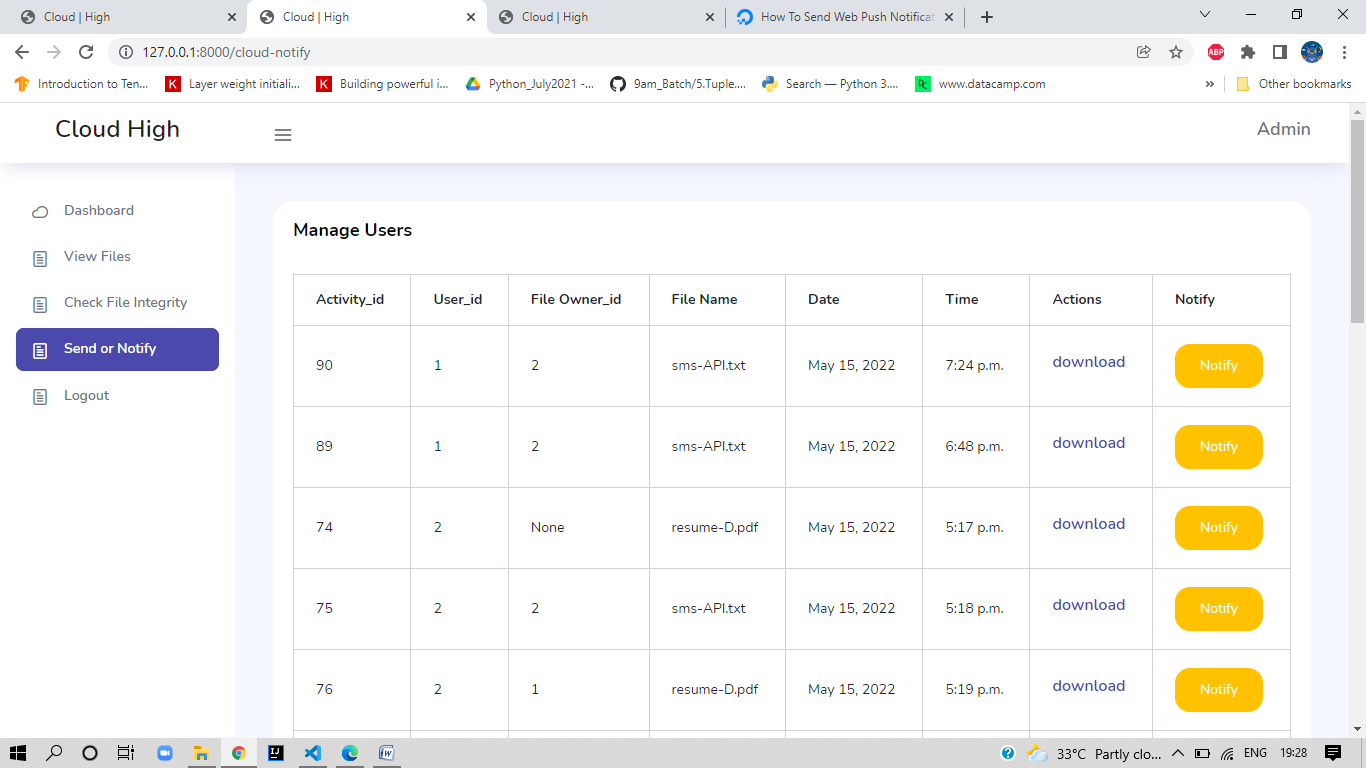 Cloud | High
Cloud | High
Cloud | High
How To Send Web Push Notificat
127.0.0.1:8000/cloud-notify
ABP
Introduction to Ten...
K Layer weight initiali...
K Building powerful i...
Python_July2021 -...
9am_Batch/5.Tuple....
Search — Python 3....
www.datacamp.com
»
Other bookmarks
Cloud High
Admin
Dashboard
View Files
Check File Integrity
Send or Notify
Logout
Manage Users
Activity_id User_id File Owner_id File Name Date Time Actions Notify
90 1 2 sms-API.txt May 15, 2022 7:24 p.m. download Notify
89 1 2 sms-API.txt May 15, 2022 6:48 p.m. download Notify
74 2 None resume-D.pdf May 15, 2022 5:17 p.m. download Notify
75 2 2 sms-API.txt May 15, 2022 5:18 p.m. download Notify
76 2 1 resume-D.pdf May 15, 2022 5:19 p.m. download Notify
33°C Partly clo... ENG 19:28